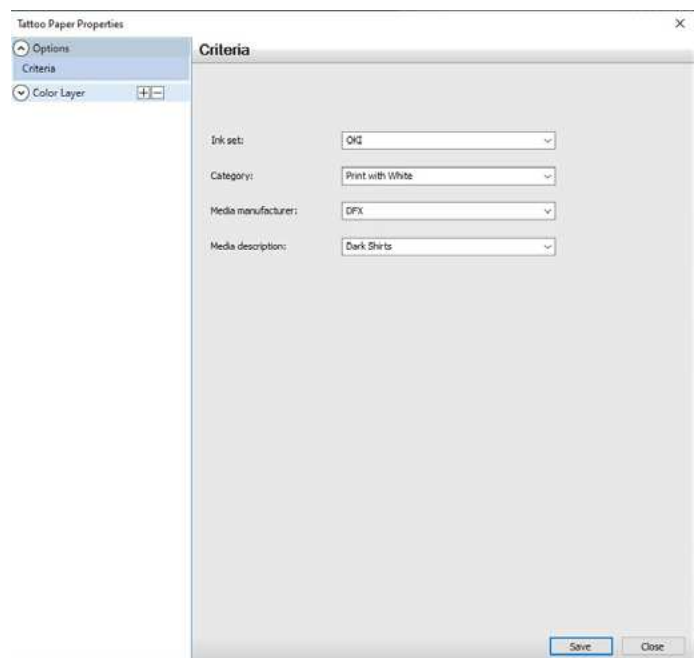 Tattoo Paper Properties
Options
Criteria
Color Layer
Criteria
Ink set: OKI
Category: Print with White
Media manufacturer: DFX
Media description: Dark Shirts
Save Close